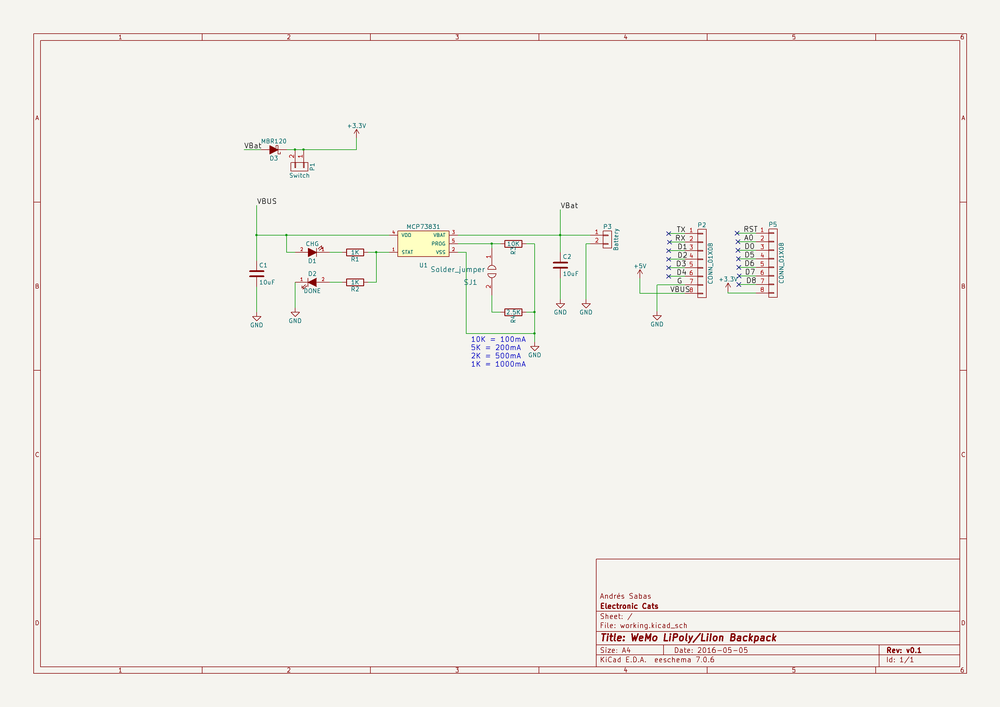 1 2 3 4 5 6
A
+3.3V
MBR120
VBat
D3
2 1
P1
Switch
VBUS
VBat
CHG
2 1
D1
1K
R1
D2
1 2
DONE
1K
R2
C1
10uF
GND
GND
MCP73831
4 VDD VBAT 3
PROG 5
1 STAT VSS 2
U1
Solder_jumper
SJ1
1
2
10K
R3
2.5K
GND
C2
10uF
GND
P3
1
2
Battery
GND
10K = 100mA
5K = 200mA
2K = 500mA
1K = 1000mA
+5V
GND
P2
TX 1
RX 2
D1 3
D2 4
D3 5
D4 6
G 7
VBUS 8
CONN_01X08
P5
RST 1
A0 2
D0 3
D5 4
D6 5
D7 6
D8 7
+3.3V 8
CONN_01X08
A
B B
C C
D D
Andrés Sabas
Electronic Cats
Sheet: /
File: working.kicad_sch
Title: WeMo LiPoly/LiIon Backpack
Size: A4 Date: 2016-05-05 Rev: v0.1
KiCad E.D.A. eeschema 7.0.6 Id: 1/1
1 2 3 4 5 6